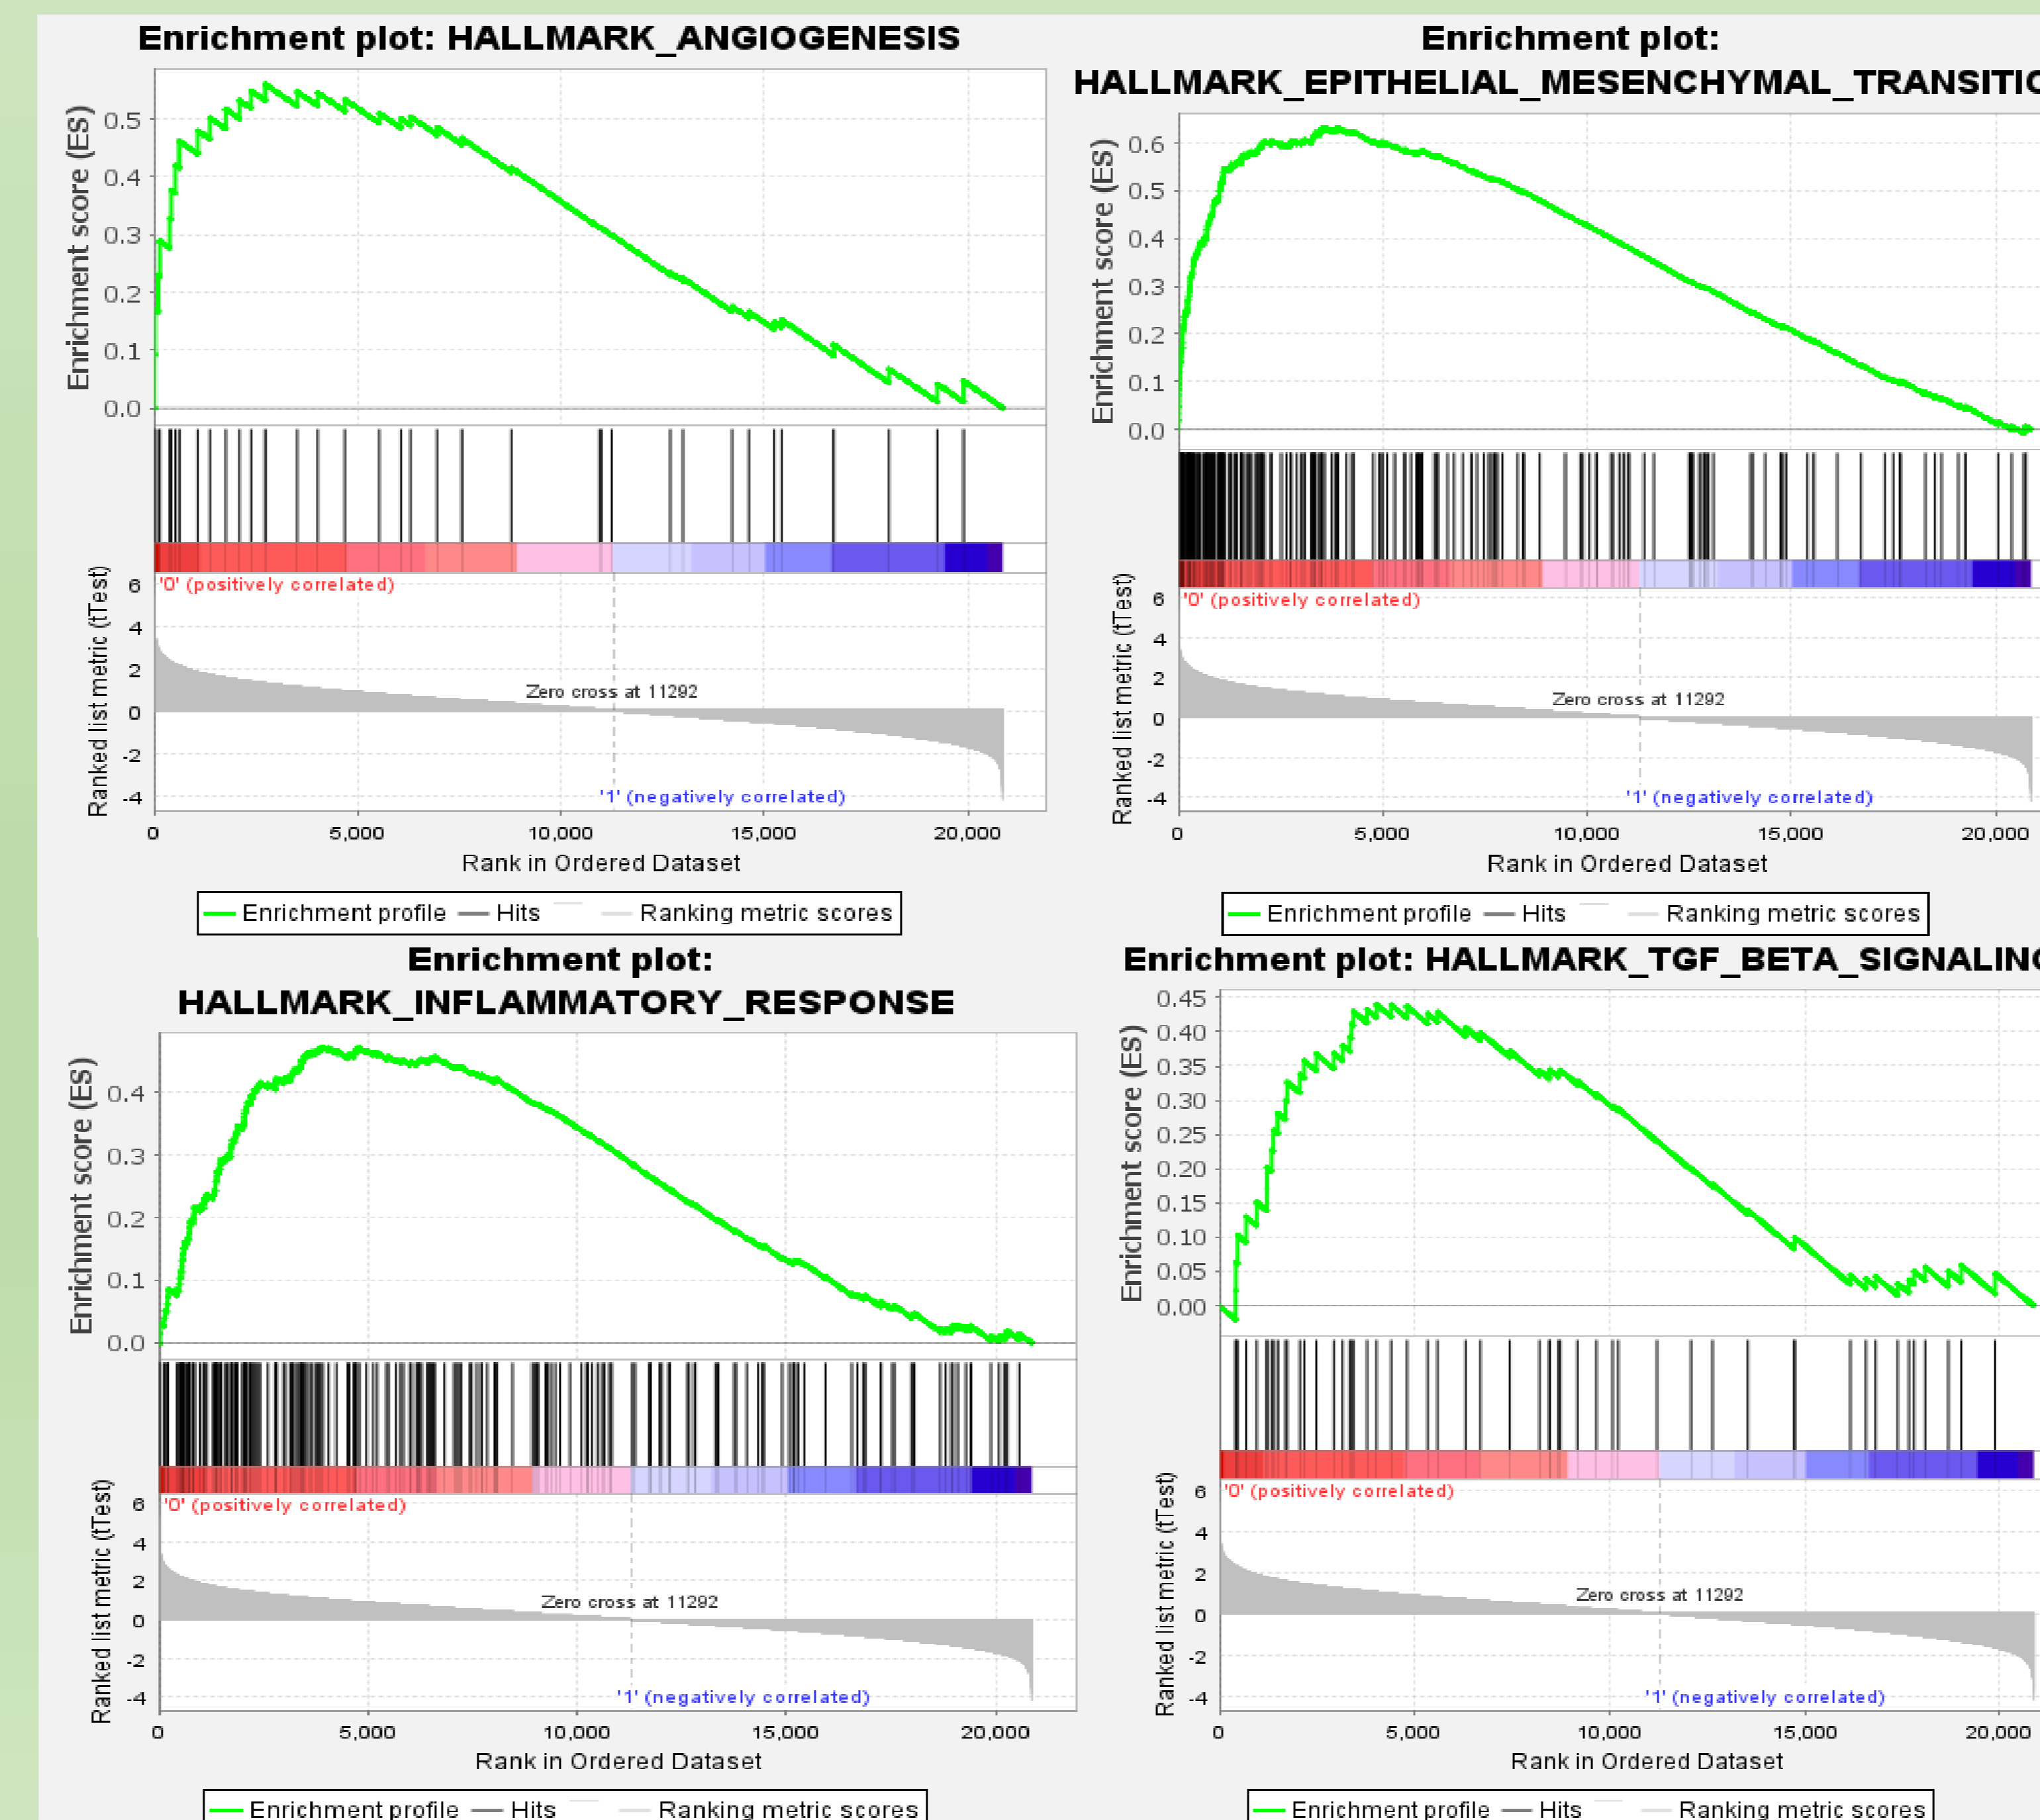 Enrichment plot: HALLMARK_ANGIOGENESIS
Enrichment score (ES)
0.5
0.4
0.3
0.2
0.1
0.0
'0' (positively correlated)
Ranked list metric (tTest)
6
4
2
0
-2
-4
Zero cross at 11292
'1' (negatively correlated)
0 5,000 10,000 15,000 20,000
Rank in Ordered Dataset
Enrichment profile Hits Ranking metric scores
Enrichment plot:
HALLMARK_EPITHELIAL_MESENCHYMAL_TRANSITIO
Enrichment score (ES)
0.6
0.5
0.4
0.3
0.2
0.1
0.0
'0' (positively correlated)
Ranked list metric (tTest)
6
4
2
0
-2
-4
Zero cross at 11292
'1' (negatively correlated)
0 5,000 10,000 15,000 20,000
Rank in Ordered Dataset
Enrichment profile Hits Ranking metric scores
Enrichment plot:
HALLMARK_INFLAMMATORY_RESPONSE
Enrichment score (ES)
0.4
0.3
0.2
0.1
0.0
'0' (positively correlated)
Ranked list metric (tTest)
6
4
2
0
-2
-4
Zero cross at 11292
'1' (negatively correlated)
0 5,000 10,000 15,000 20,000
Rank in Ordered Dataset
Enrichment profile Hits Ranking metric scores
Enrichment plot: HALLMARK_TGF_BETA_SIGNALING
Enrichment score (ES)
0.45
0.40
0.35
0.30
0.25
0.20
0.15
0.10
0.05
0.00
'0' (positively correlated)
Ranked list metric (tTest)
6
4
2
0
-2
-4
Zero cross at 11292
'1' (negatively correlated)
0 5,000 10,000 15,000 20,000
Rank in Ordered Dataset
Enrichment profile Hits Ranking metric scores